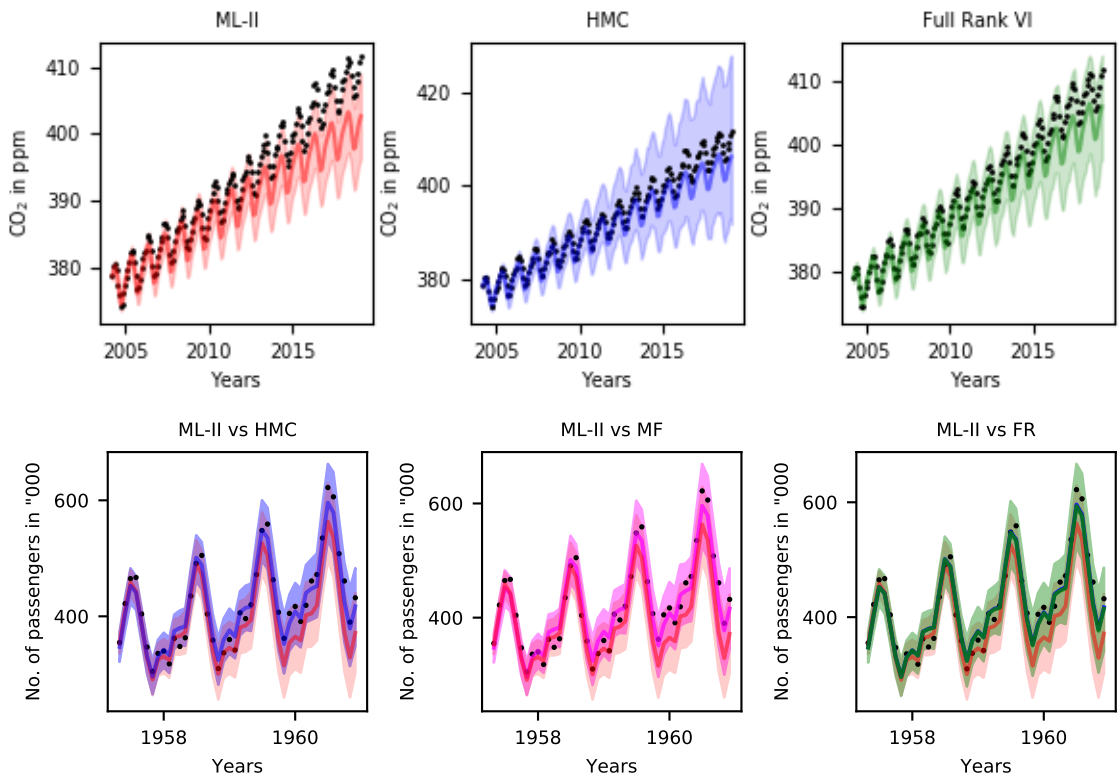 ML-II
HMC
Full Rank VI
CO2 in ppm
410
400
390
380
2005
2010
2015
Years
CO2 in ppm
420
400
380
2005
2010
2015
Years
CO2 in ppm
410
400
390
380
2005
2010
2015
Years
ML-II vs HMC
ML-II vs MF
ML-II vs FR
No. of passengers in "000
600
400
1958
1960
Years
No. of passengers in "000
600
400
1958
1960
Years
No. of passengers in "000
600
400
1958
1960
Years